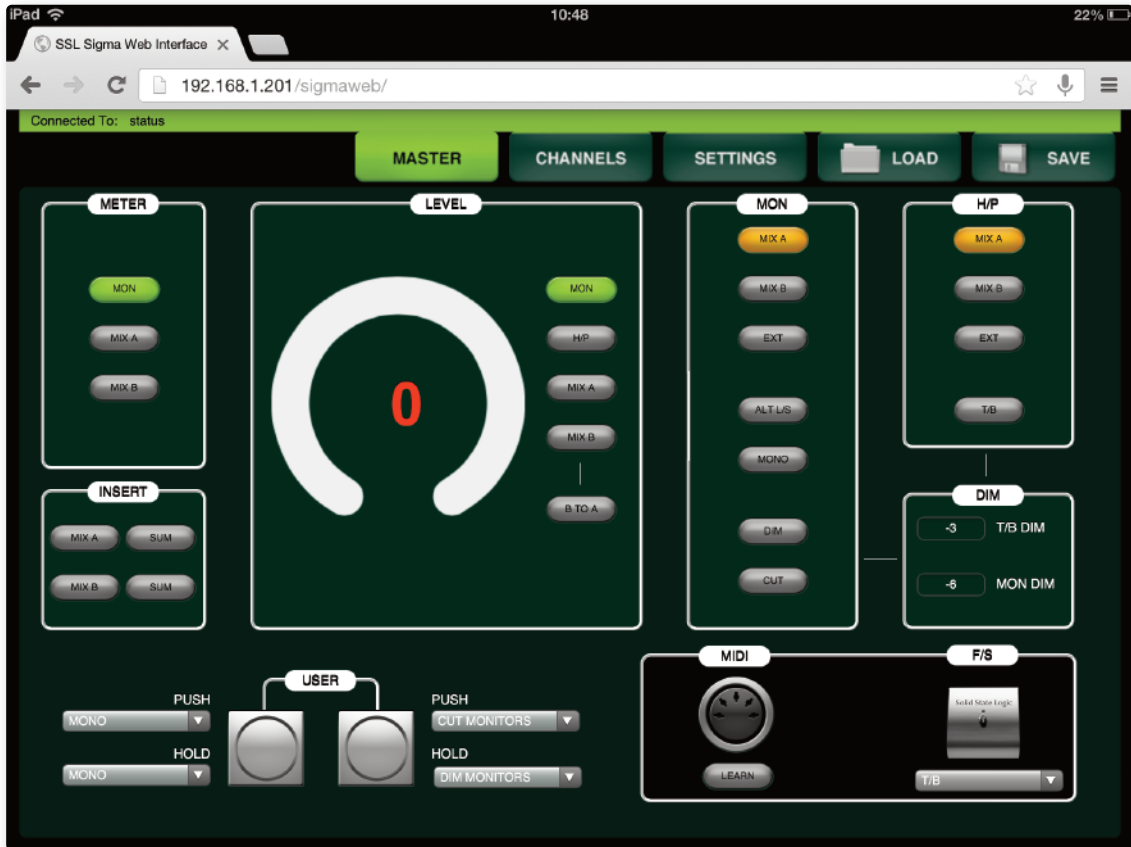 iPad 10:48 22%
SSL Sigma Web Interface
192.168.1.201/sigmaweb/
Connected To: status
MASTER CHANNELS SETTINGS LOAD SAVE
METER
MON
MIX A
MIX B
INSERT
MIX A SUM
MIX B SUM
LEVEL
0
MON
H/P
MIX A
MIX B
B TO A
MON
MIX A
MIX B
EXT
ALT L/S
MONO
DIM
CUT
H/P
MIX A
MIX B
EXT
T/B
DIM
-3 T/B DIM
-6 MON DIM
USER
PUSH
MONO
HOLD
MONO
PUSH
CUT MONITORS
HOLD
DIM MONITORS
MIDI
LEARN
F/S
Solid State Logic
T/B